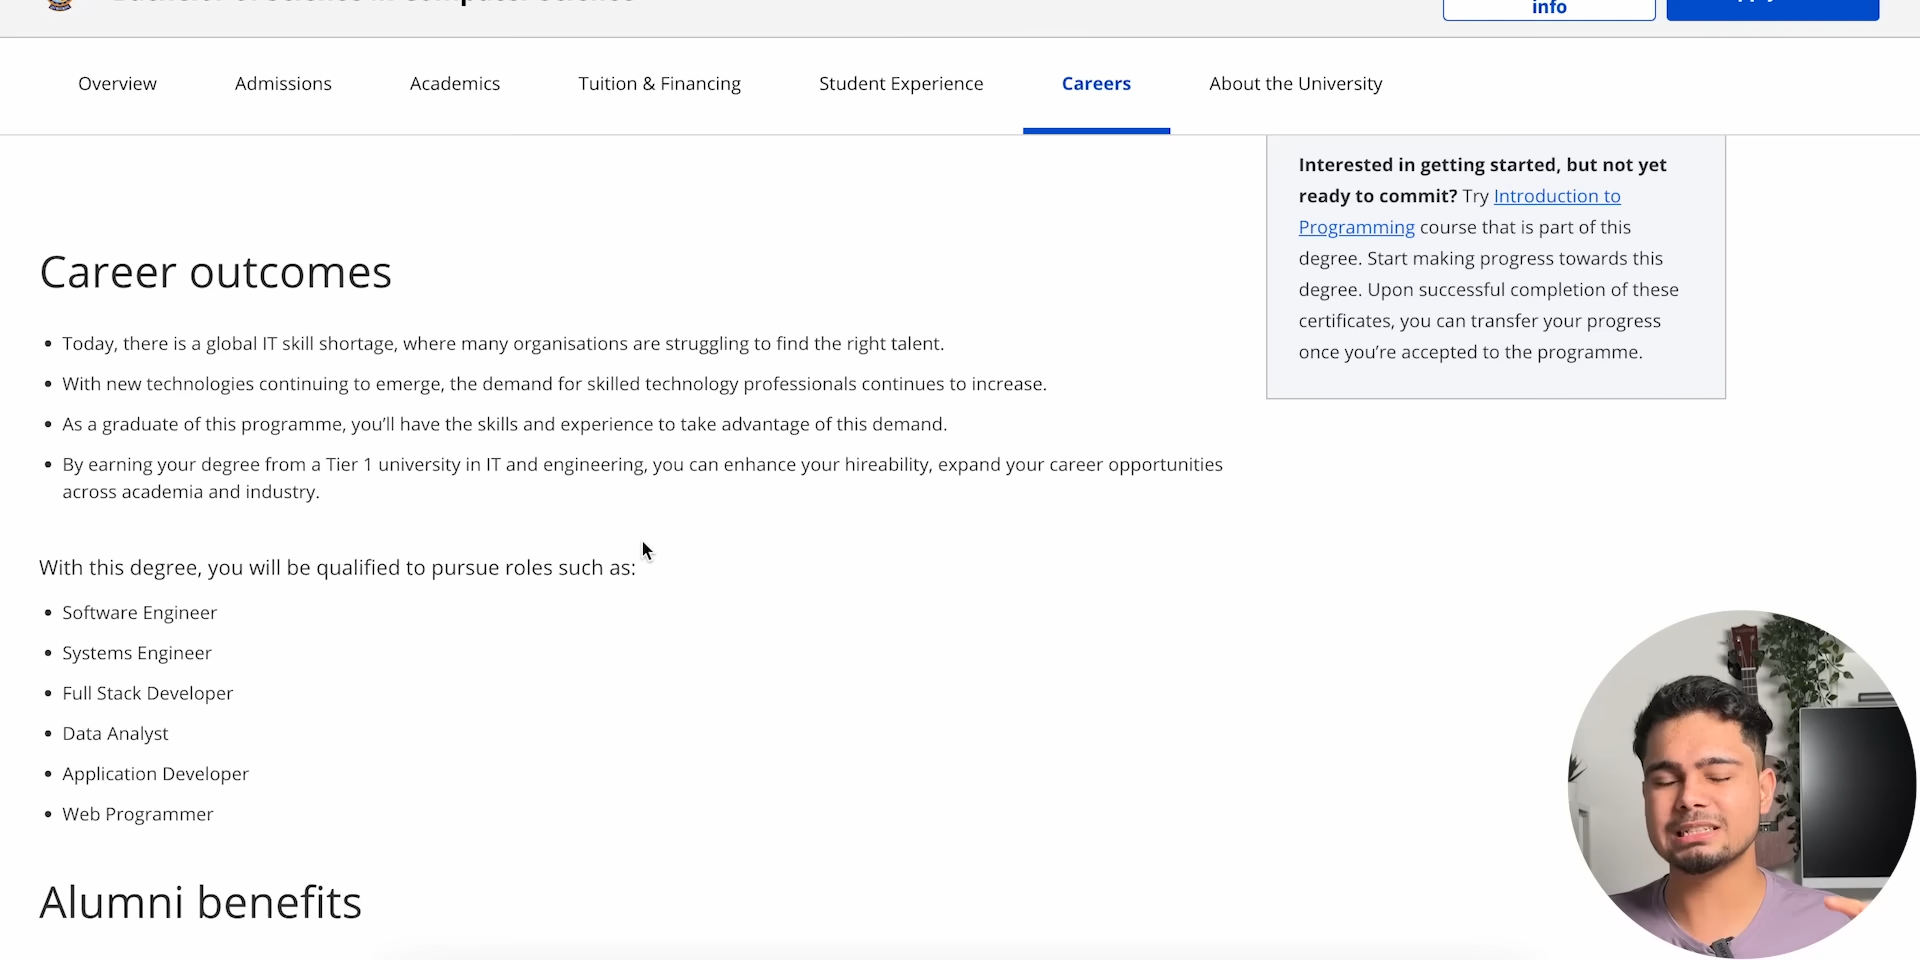 info
Overview
Admissions
Academics
Tuition & Financing
Student Experience
Careers
About the University
Interested in getting started, but not yet
ready to commit? Try Introduction to
Programming course that is part of this
degree. Start making progress towards this
degree. Upon successful completion of these
certificates, you can transfer your progress
once you’re accepted to the programme.
Career outcomes
• Today, there is a global IT skill shortage, where many organisations are struggling to find the right talent.
• With new technologies continuing to emerge, the demand for skilled technology professionals continues to increase.
• As a graduate of this programme, you’ll have the skills and experience to take advantage of this demand.
• By earning your degree from a Tier 1 university in IT and engineering, you can enhance your hireability, expand your career opportunities
across academia and industry.
With this degree, you will be qualified to pursue roles such as:
• Software Engineer
• Systems Engineer
• Full Stack Developer
• Data Analyst
• Application Developer
• Web Programmer
Alumni benefits